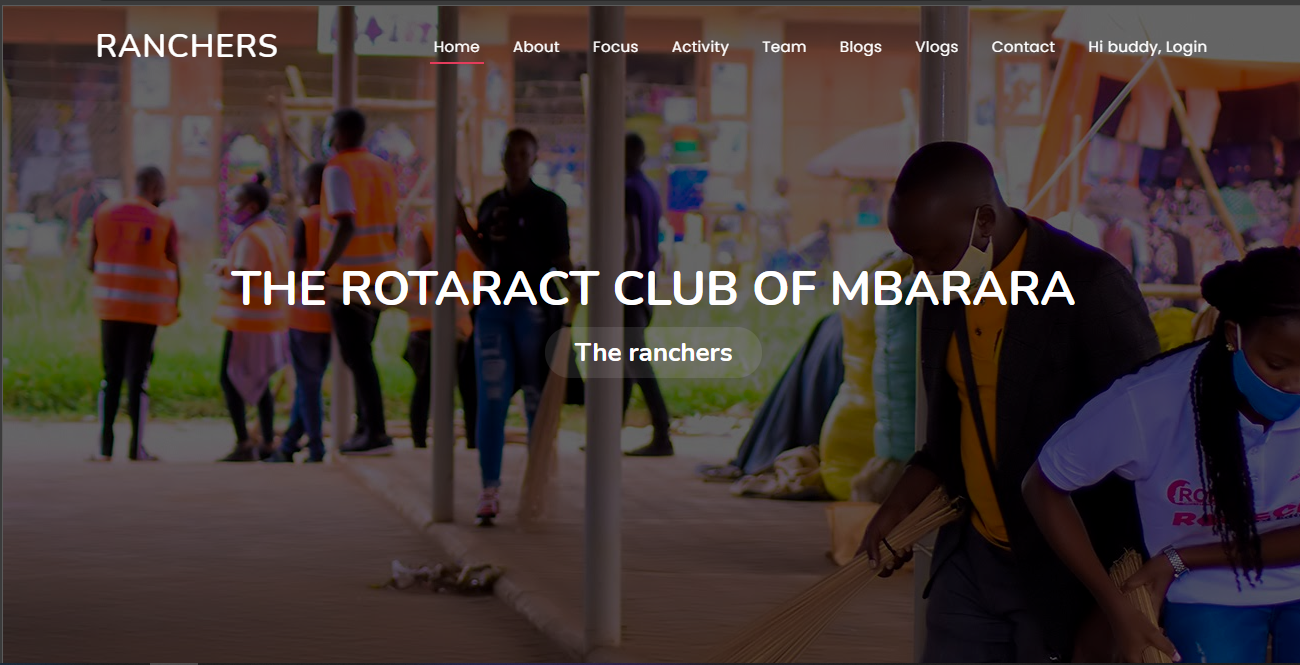 RANCHERS
Home About Focus Activity Team Blogs Vlogs Contact Hi buddy, Login
THE ROTARACT CLUB OF MBARARA
The ranchers